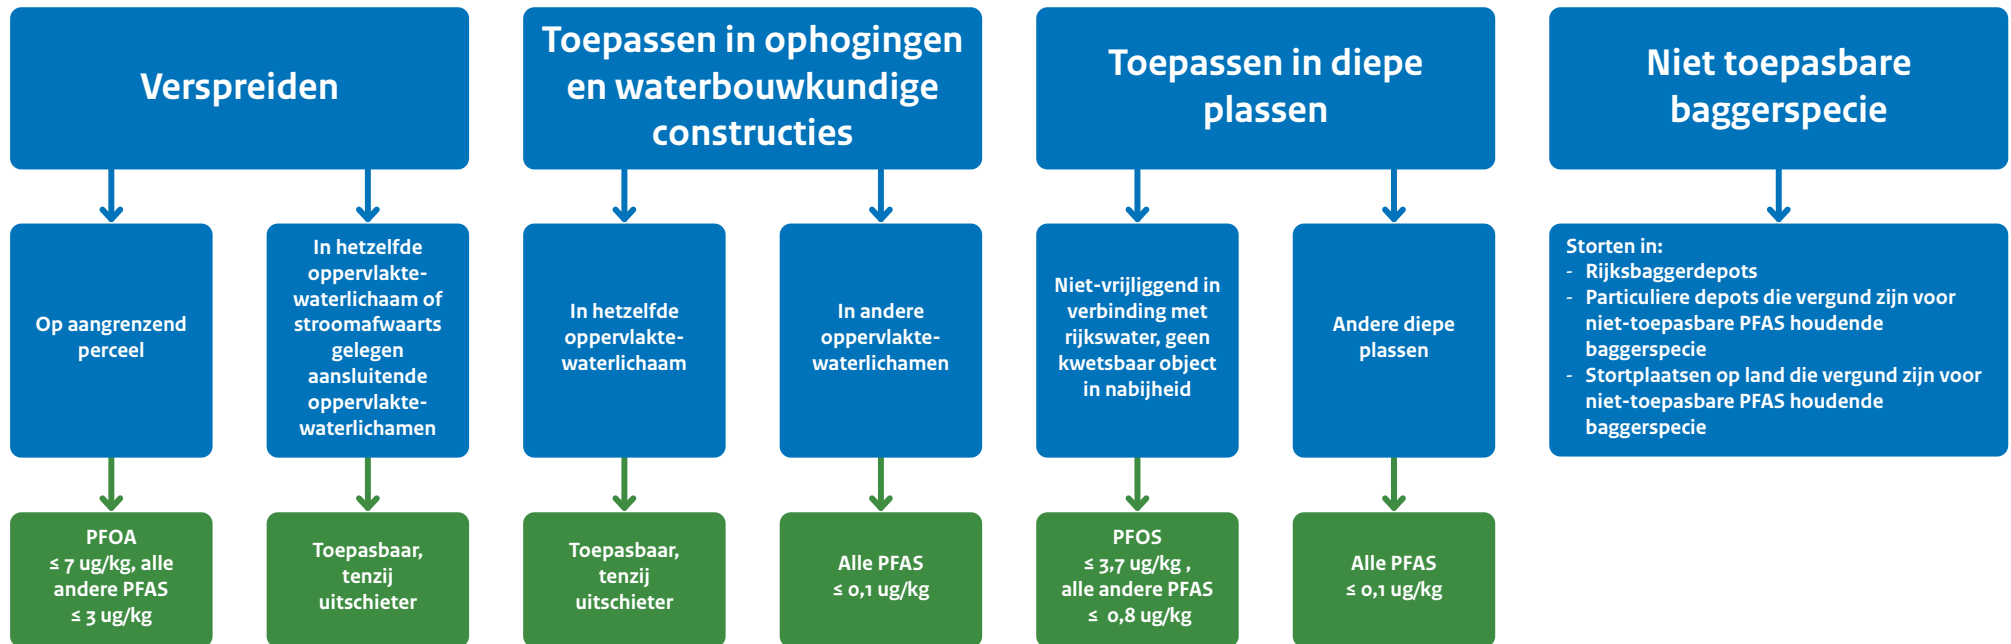 Verspreiden
Toepassen in ophogingen
en waterbouwkundige
constructies
Toepassen in diepe
plassen
Niet toepasbare
baggerspecie
Op aangrenzend
perceel
In hetzelfde
oppervlakte-
waterlichaam of
stroomafwaarts
gelegen
aansluitende
oppervlakte-
waterlichamen
In hetzelfde
oppervlakte-
waterlichaam
In andere
oppervlakte-
waterlichamen
Niet-vrijliggend in
verbinding met
rijkswater, geen
kwetsbaar object
in nabijheid
Andere diepe
plassen
Storten in:
- Rijksbaggerdepots
- Particuliere depots die vergund zijn voor
niet-toepasbare PFAS houdende
baggerspecie
- Stortplaatsen op land die vergund zijn voor
niet-toepasbare PFAS houdende
baggerspecie
PFOA
≤ 7 ug/kg, alle
andere PFAS
≤ 3 ug/kg
Toepasbaar,
tenzij
uitschieter
Toepasbaar,
tenzij
uitschieter
Alle PFAS
≤ 0,1 ug/kg
PFOS
≤ 3,7 ug/kg ,
alle andere PFAS
≤ 0,8 ug/kg
Alle PFAS
≤ 0,1 ug/kg